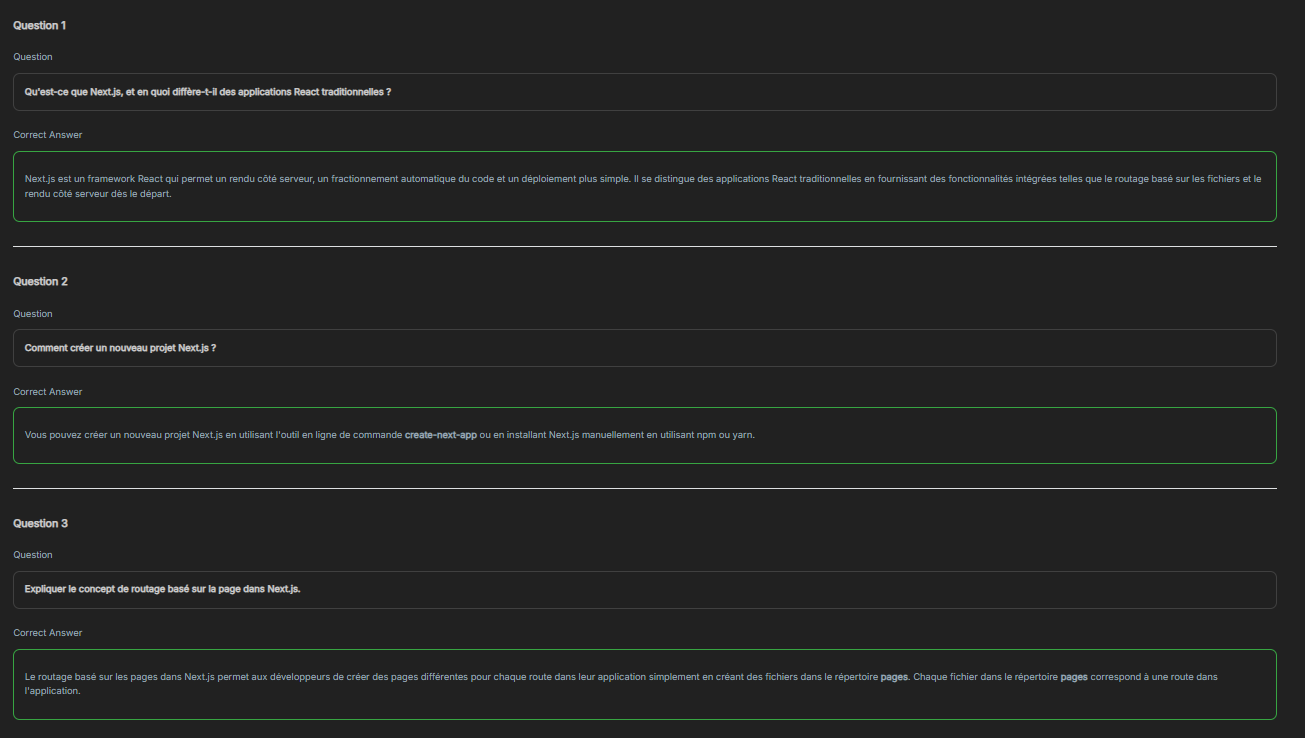 Question 1
Question
Qu'est-ce que Next.js, et en quoi diffère-t-il des applications React traditionnelles ?
Correct Answer
Next.js est un framework React qui permet un rendu côté serveur, un fractionnement automatique du code et un déploiement plus simple. Il se distingue des applications React traditionnelles en fournissant des fonctionnalités intégrées telles que le routage basé sur les fichiers et le
rendu côté serveur dès le départ.
Question 2
Question
Comment créer un nouveau projet Next.js ?
Correct Answer
Vous pouvez créer un nouveau projet Next.js en utilisant l'outil en ligne de commande create-next-app ou en installant Next.js manuellement en utilisant npm ou yarn.
Question 3
Question
Expliquer le concept de routage basé sur la page dans Next.js.
Correct Answer
Le routage basé sur les pages dans Next.js permet aux développeurs de créer des pages différentes pour chaque route dans leur application simplement en créant des fichiers dans le répertoire pages. Chaque fichier dans le répertoire pages correspond à une route dans
l'application.